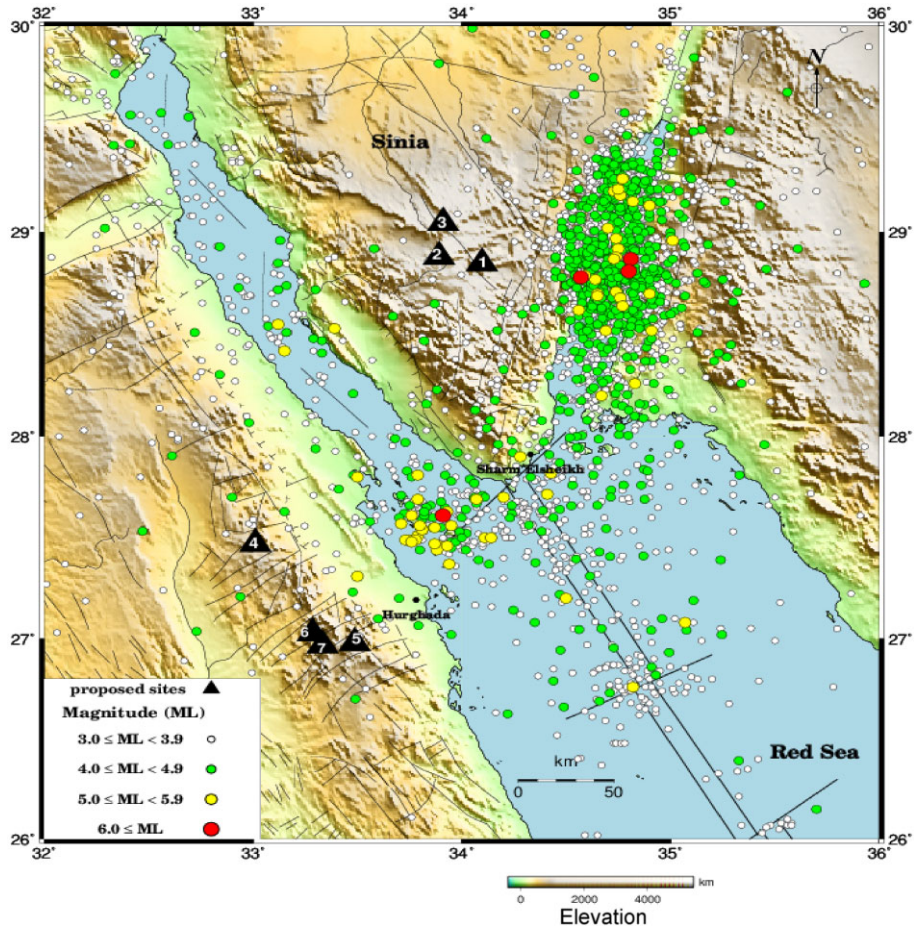 32˚ 33˚ 34˚ 35˚ 36˚
30˚ 30˚
N
Sinia
29˚ 29˚
3
2
1
28˚ 28˚
Sharm Elsheikh
4
Hurghada
27˚ 27˚
6
7
5
proposed sites
Magnitude (ML)
3.0 ≤ ML < 3.9
4.0 ≤ ML < 4.9
5.0 ≤ ML < 5.9
6.0 ≤ ML
Red Sea
km
0 50
26˚ 26˚
32˚ 33˚ 34˚ 35˚ 36˚
km
0 2000 4000
Elevation